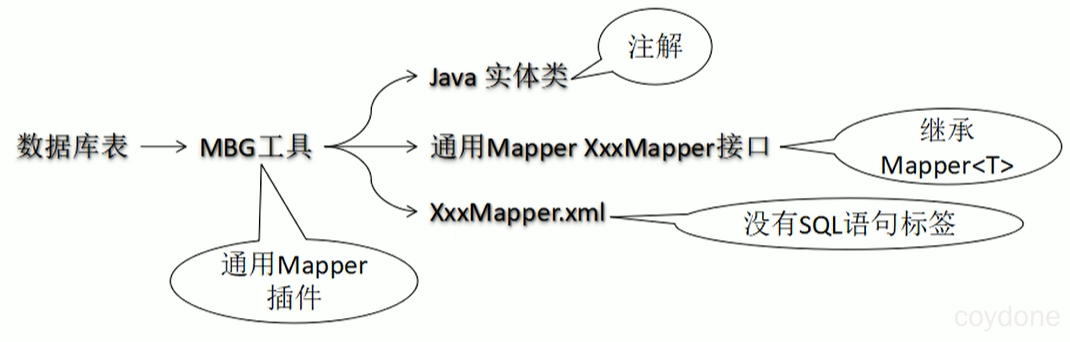 注解
Java 实体类
数据库表
MBG工具
通用Mapper XxxMapper接口
继承
Mapper<T>
XxxMapper.xml
没有SQL语句标签
通用Mapper
插件
coydone